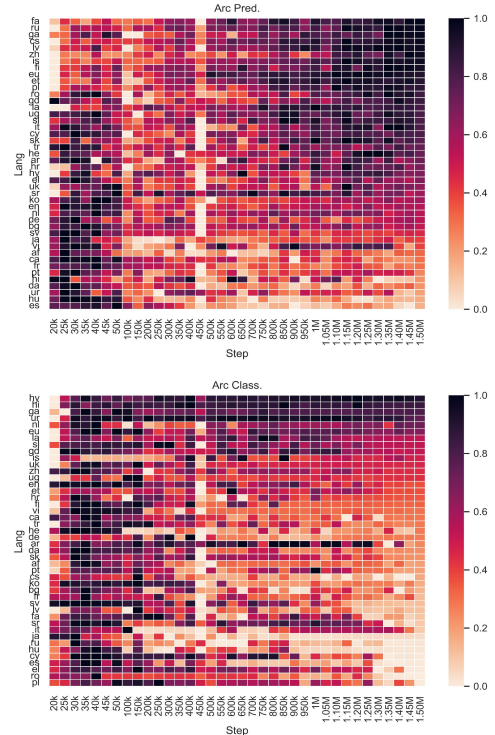 Arc Pred.
Lang
fa
ru
ga
cs
lv
zh
is
fi
eu
et
pl
ro
gd
la
ug
sl
it
cy
sk
tr
he
ar
hr
hy
el
uk
sr
ko
en
nl
de
bg
sv
ja
vi
af
ca
fr
pt
hi
da
ur
hu
es
20k 25k 30k 35k 40k 45k 50k 100k 150k 200k 250k 300k 350k 400k 450k 500k 600k 650k 700k 750k 800k 850k 900k 995k 1M 1.05M 1.10M 1.15M 1.20M 1.25M 1.30M 1.35M 1.40M 1.45M 1.50M
Step
1.0
0.8
0.6
0.4
0.2
0.0
Arc Class.
Lang
hy
hi
ga
ur
nl
eu
la
sl
gd
is
uk
zh
ug
en
et
hr
fi
vi
ca
tr
he
de
ar
da
af
sk
pt
cs
ko
bg
fr
sv
lv
fa
sr
it
ja
ru
hu
cy
es
el
ro
pl
20k 25k 30k 35k 40k 45k 50k 100k 150k 200k 250k 300k 350k 400k 450k 500k 600k 650k 700k 750k 800k 850k 900k 995k 1M 1.05M 1.10M 1.15M 1.20M 1.25M 1.30M 1.35M 1.40M 1.45M 1.50M
Step
1.0
0.8
0.6
0.4
0.2
0.0